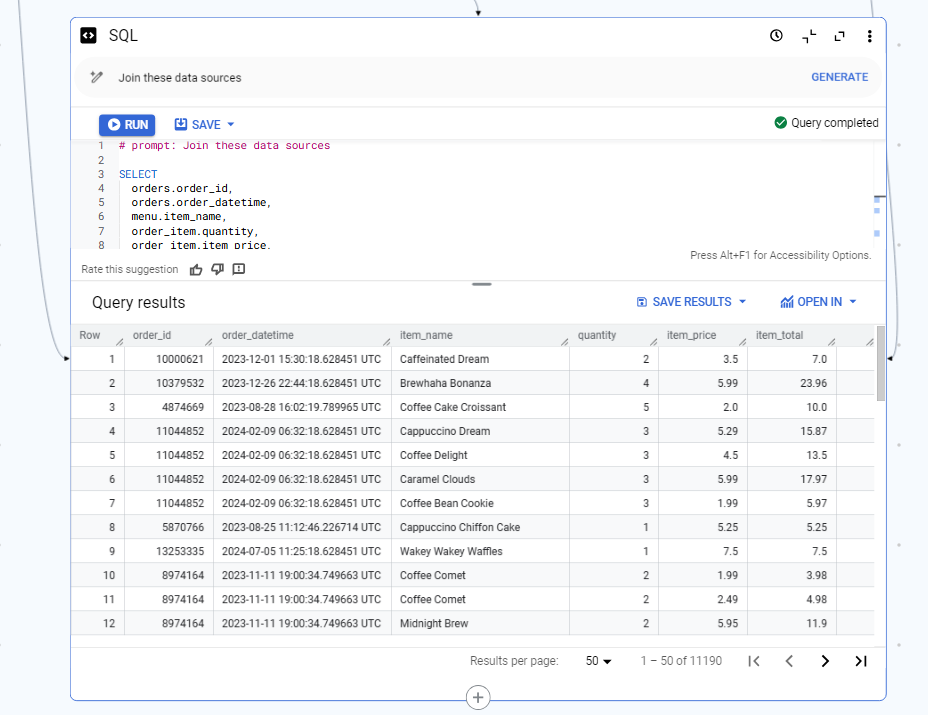 SQL
Join these data sources GENERATE
RUN SAVE Query completed
1 # prompt: Join these data sources
2
3 SELECT
4 orders.order_id,
5 orders.order_datetime,
6 menu.item_name,
7 order_item.quantity,
8 order_item.item_price,
Press Alt+F1 for Accessibility Options.
Rate this suggestion
Query results SAVE RESULTS OPEN IN
Row order_id order_datetime item_name quantity item_price item_total
1 10000621 2023-12-01 15:30:18.628451 UTC Caffeinated Dream 2 3.5 7.0
2 10379532 2023-12-26 22:44:18.628451 UTC Brewhaha Bonanza 4 5.99 23.96
3 4874669 2023-08-28 16:02:19.789965 UTC Coffee Cake Croissant 5 2.0 10.0
4 11044852 2024-02-09 06:32:18.628451 UTC Cappuccino Dream 3 5.29 15.87
5 11044852 2024-02-09 06:32:18.628451 UTC Coffee Delight 3 4.5 13.5
6 11044852 2024-02-09 06:32:18.628451 UTC Caramel Clouds 3 5.99 17.97
7 11044852 2024-02-09 06:32:18.628451 UTC Coffee Bean Cookie 3 1.99 5.97
8 5870766 2023-08-25 11:12:46.226714 UTC Cappuccino Chiffon Cake 1 5.25 5.25
9 13253335 2024-07-05 11:25:18.628451 UTC Wakey Wakey Waffles 1 7.5 7.5
10 8974164 2023-11-11 19:00:34.749663 UTC Coffee Comet 2 1.99 3.98
11 8974164 2023-11-11 19:00:34.749663 UTC Coffee Comet 2 2.49 4.98
12 8974164 2023-11-11 19:00:34.749663 UTC Midnight Brew 2 5.95 11.9
Results per page: 50 1 – 50 of 11190